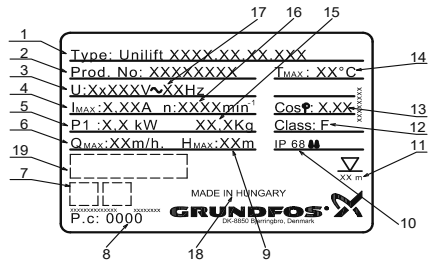 17 16 15
1 Type: Unilift XXXX.XX.XX.XXX
2 Prod. No: XXXXXXXX TMAX: XX°C 14
3 U:XxXXXV~XXHz
4 IMAX:X,XXA n:XXXXmin-1 Cosφ: X,XX 13
XXXXXXXX
5 P1 :X,X kW XX,XKg Class: F 12
6 QMAX:XXm/h, HMAX:XXm IP 68
19 XX m 11
7
MADE IN HUNGARY
XXXXXXXXXXXXXX XXXXXXXX
P.c: 0000 GRUNDFOS
DK-8850 Bjerringbro, Denmark
8 18 9 10